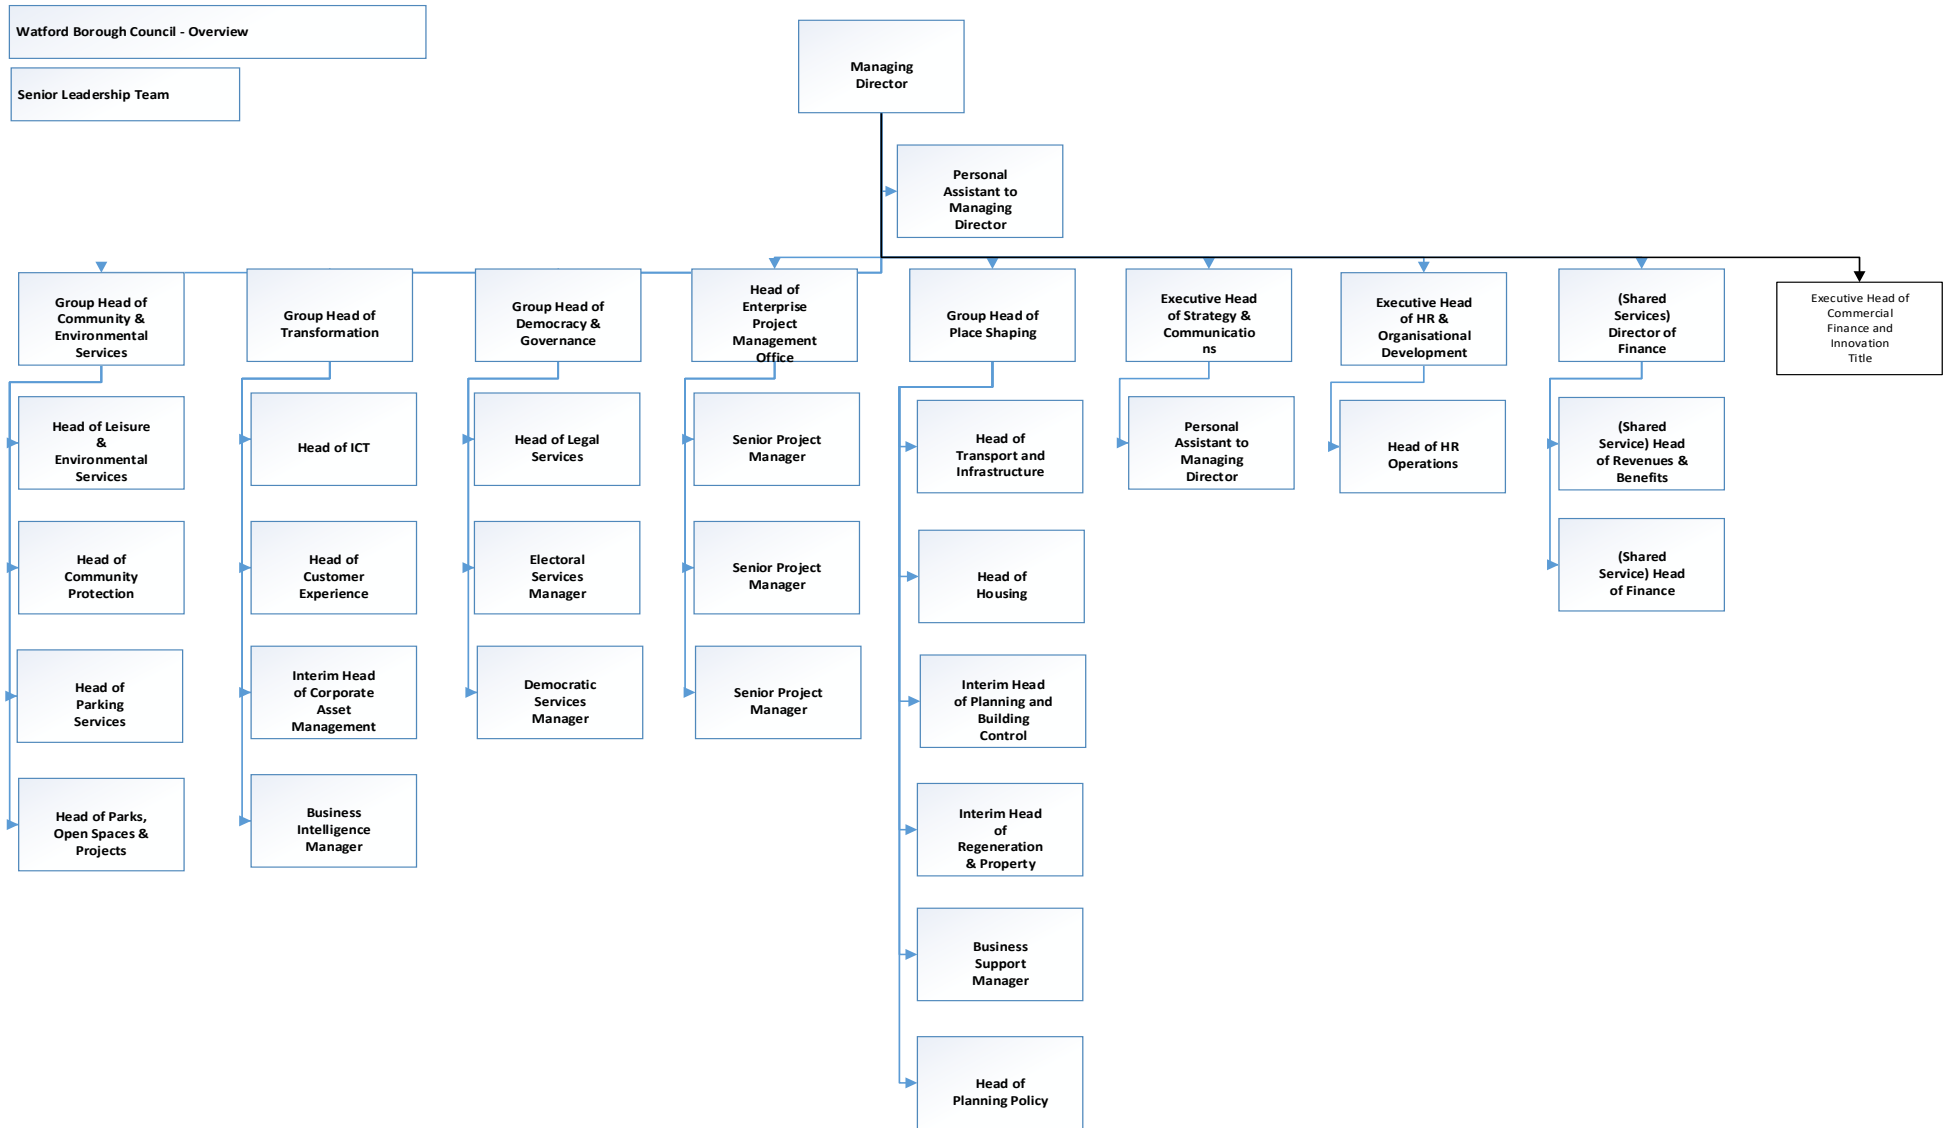 Watford Borough Council - Overview
Senior Leadership Team
Managing
Director
Personal
Assistant to
Managing
Director
Group Head of
Community &
Environmental
Services
Group Head of
Transformation
Group Head of
Democracy &
Governance
Head of
Enterprise
Project
Management
Office
Group Head of
Place Shaping
Executive Head
of Strategy &
Communicatio
ns
Executive Head
of HR &
Organisational
Development
(Shared
Services)
Director of
Finance
Executive Head of
Commercial
Finance and
Innovation
Title
Head of Leisure
&
Environmental
Services
Head of
Community
Protection
Head of
Parking
Services
Head of Parks,
Open Spaces &
Projects
Head of ICT
Head of
Customer
Experience
Interim Head
of Corporate
Asset
Management
Business
Intelligence
Manager
Head of Legal
Services
Electoral
Services
Manager
Democratic
Services
Manager
Senior Project
Manager
Senior Project
Manager
Senior Project
Manager
Head of
Transport and
Infrastructure
Head of
Housing
Interim Head
of Planning and
Building
Control
Interim Head
of
Regeneration
& Property
Business
Support
Manager
Head of
Planning Policy
Personal
Assistant to
Managing
Director
Head of HR
Operations
(Shared
Service) Head
of Revenues &
Benefits
(Shared
Service) Head
of Finance